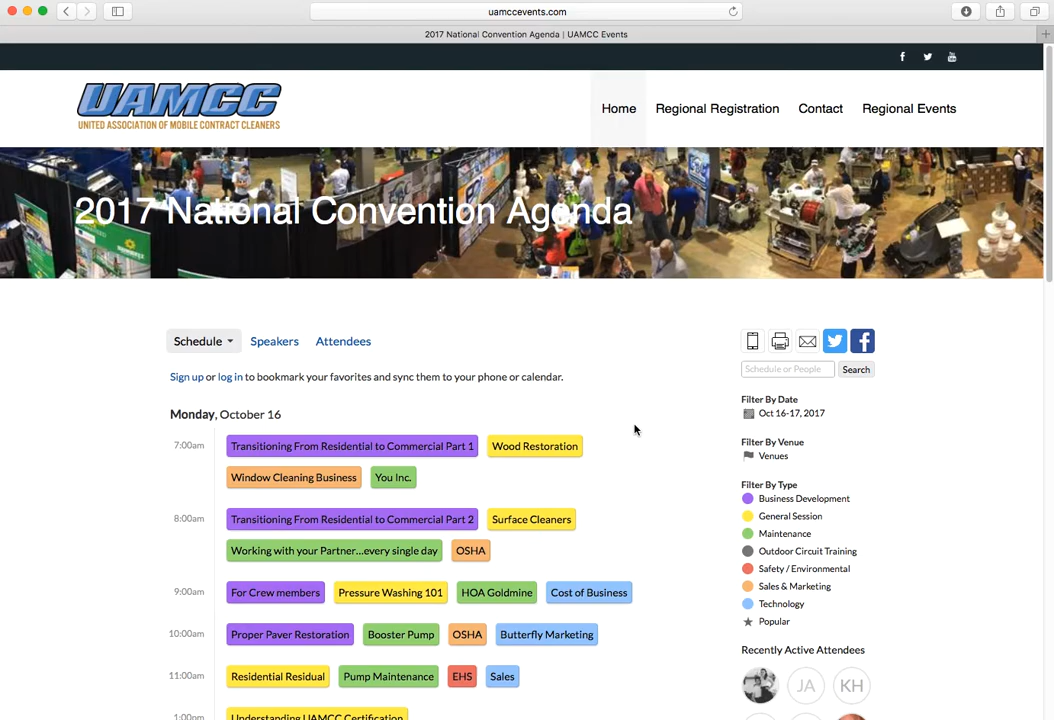 uamccevents.com
2017 National Convention Agenda | UAMCC Events
UAMCC
UNITED ASSOCIATION OF MOBILE CONTRACT CLEANERS
Home Regional Registration Contact Regional Events
2017 National Convention Agenda
Schedule Speakers Attendees
Sign up or log in to bookmark your favorites and sync them to your phone or calendar.
Schedule or People Search
Monday, October 16
7:00am Transitioning From Residential to Commercial Part 1 Wood Restoration
Window Cleaning Business You Inc.
8:00am Transitioning From Residential to Commercial Part 2 Surface Cleaners
Working with your Partner...every single day OSHA
9:00am For Crew members Pressure Washing 101 HOA Goldmine Cost of Business
10:00am Proper Paver Restoration Booster Pump OSHA Butterfly Marketing
11:00am Residential Residual Pump Maintenance EHS Sales
1:00pm Understanding UAMCC Certification
Filter By Date
Oct 16-17, 2017
Filter By Venue
Venues
Filter By Type
Business Development
General Session
Maintenance
Outdoor Circuit Training
Safety / Environmental
Sales & Marketing
Technology
Popular
Recently Active Attendees
JA KH